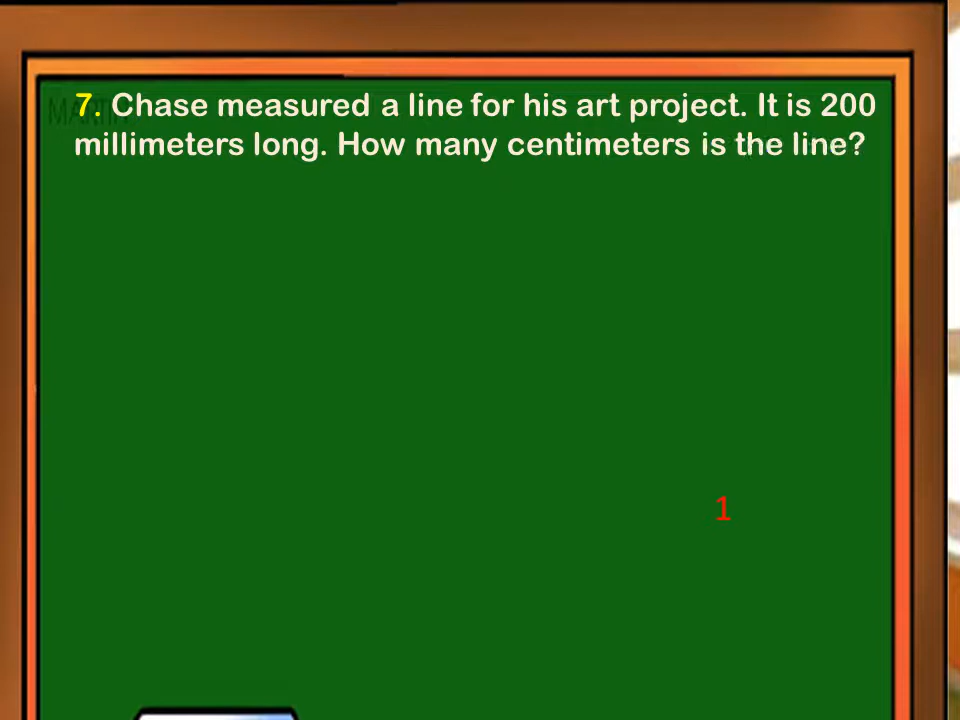 7. Chase measured a line for his art project. It is 200
millimeters long. How many centimeters is the line?
1